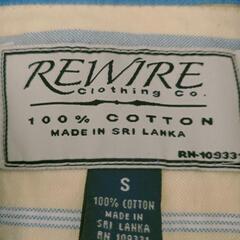 REWIRE
Clothing Co.
100% COTTON
MADE IN SRI LANKA
RN-109331
S
100% COTTON
MADE IN
SRI LANKA
RN 109331